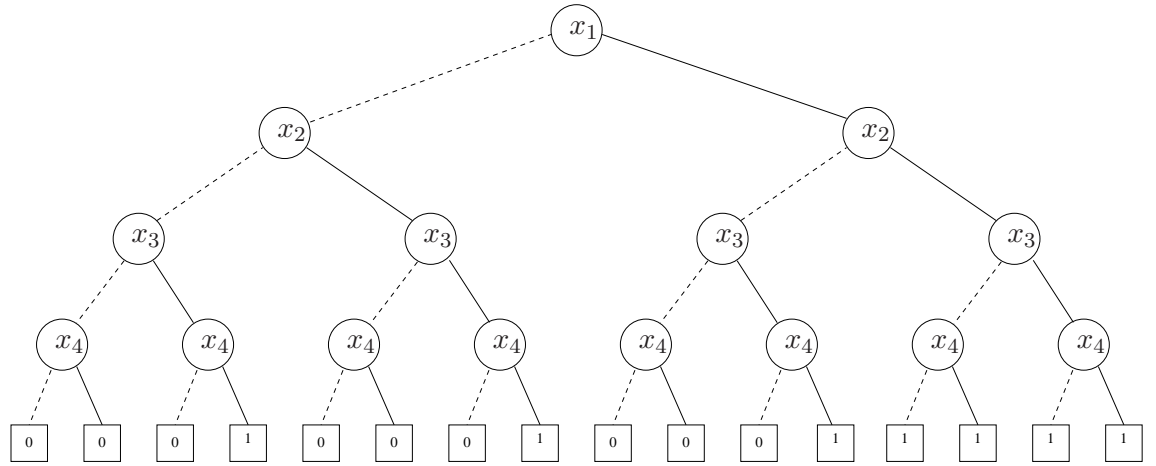 x₁
x₂ x₂
x₃ x₃ x₃ x₃
x₄ x₄ x₄ x₄ x₄ x₄ x₄ x₄
0 0 0 1 0 0 0 1 0 0 0 1 1 1 1 1